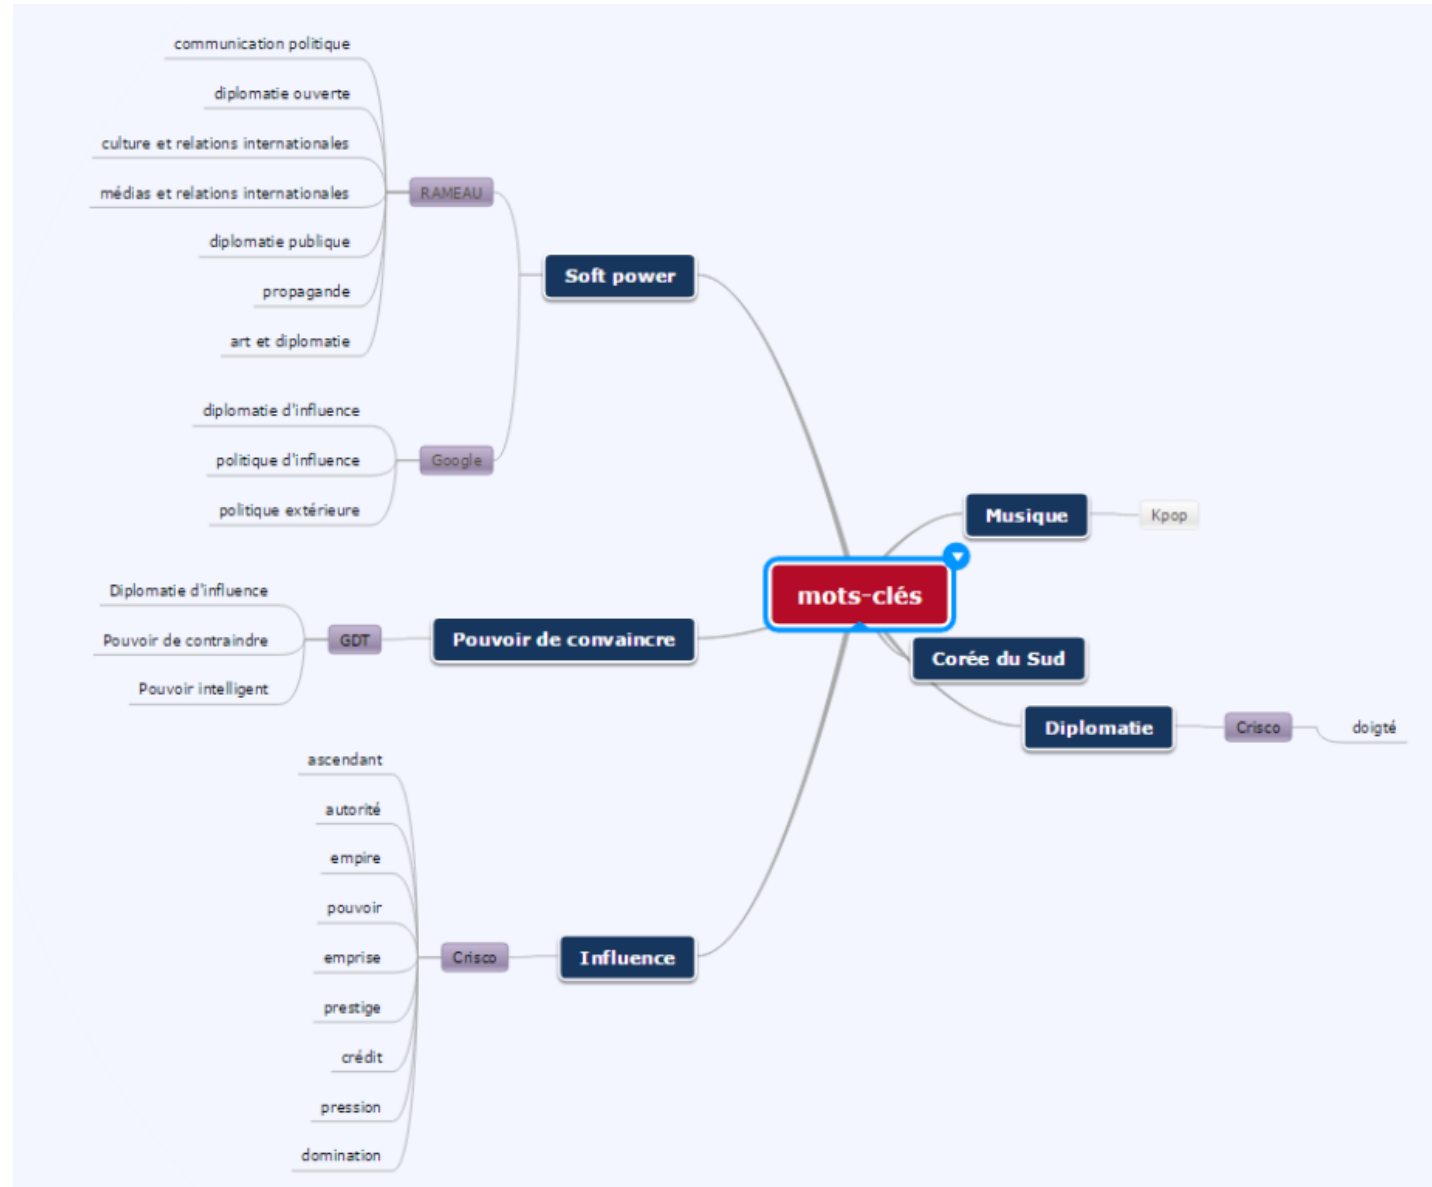 communication politique
diplomatie ouverte
culture et relations internationales
médias et relations internationales
diplomatie publique
propagande
art et diplomatie
RAMEAU
diplomatie d'influence
politique d'influence
politique extérieure
Google
Soft power
Diplomatie d'influence
Pouvoir de contraindre
Pouvoir intelligent
GDT
Pouvoir de convaincre
ascendant
autorité
empire
pouvoir
emprise
prestige
crédit
pression
domination
Crisco
Influence
mots-clés
Musique
Kpop
Corée du Sud
Diplomatie
Crisco
doigté